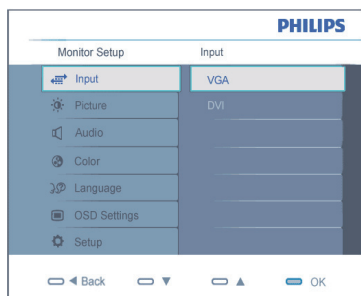 PHILIPS
Monitor Setup
Input
Input
VGA
Picture
DVI
Audio
Color
Language
OSD Settings
Setup
Back
OK